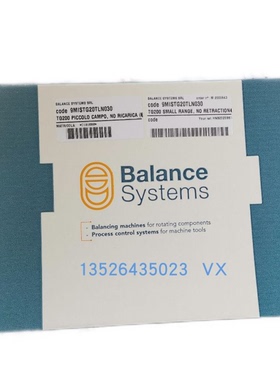 BALANCE SYSTEMS SRL
code 9MISTG20TLN030
TG200 PICCOLO CAMPO, NO RICARICA
MATRICOLA
BALANCE SYSTEMS SRL
code 9MISTG20TLN030
TG200 SMALL RANGE, NO RETRACTION
Balance
Systems
Balancing machines for rotating components
Process control systems for machine tools
13526435023 VX